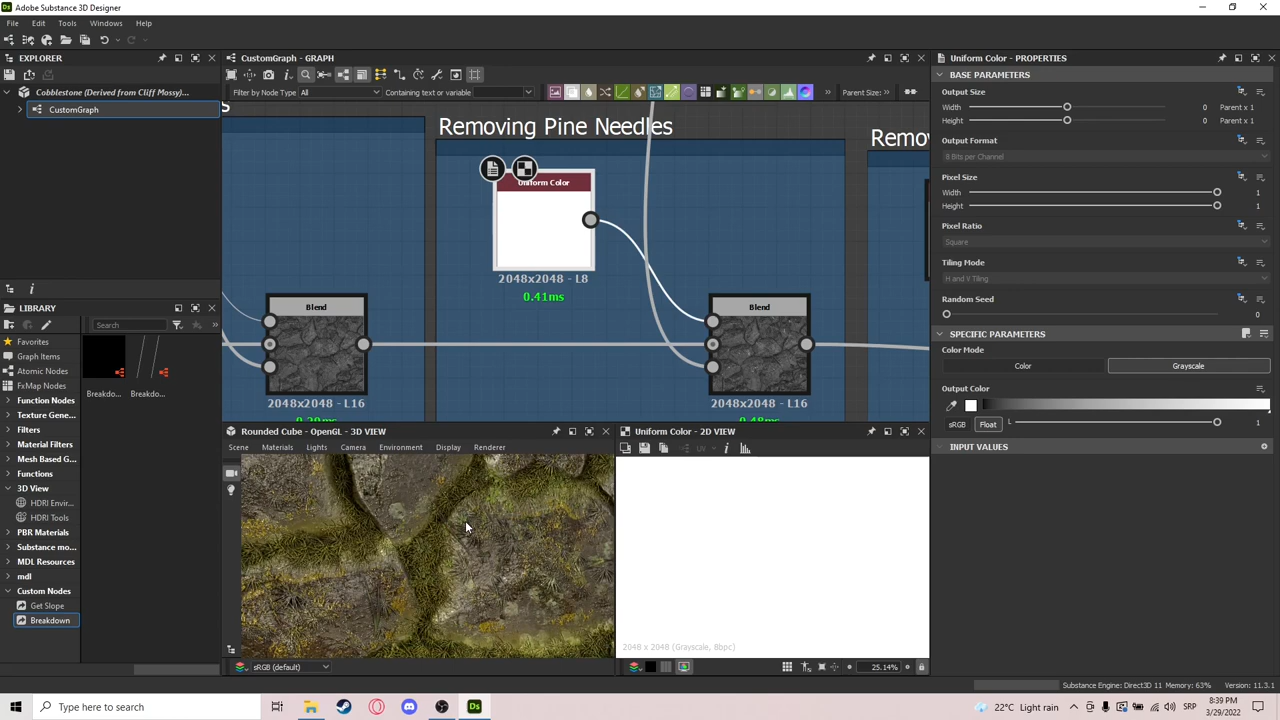 Adobe Substance 3D Designer
File Edit Tools Windows Help
EXPLORER
Cobblestone (Derived from Cliff Mossy)...
CustomGraph
LIBRARY
Search
Favorites
Graph Items
Atomic Nodes
FxMap Nodes
Function Nodes
Texture Gene...
Filters
Material Filters
Mesh Based G...
Functions
3D View
HDRI Envir...
HDRI Tools
PBR Materials
Substance mo...
MDL Resources
mdl
Custom Nodes
Get Slope
Breakdown
Breakdo...
Breakdo...
CustomGraph - GRAPH
Filter by Node Type All Containing text or variable Parent Size:
Removing Pine Needles
Uniform Color
2048x2048 - L8
0.41ms
Blend
2048x2048 - L16
Blend
2048x2048 - L16
0.48ms
Rounded Cube - OpenGL - 3D VIEW
Scene Materials Lights Camera Environment Display Renderer
sRGB (default)
Uniform Color - 2D VIEW
UV
2048 x 2048 (Grayscale, 8bpc)
25.14%
Uniform Color - PROPERTIES
BASE PARAMETERS
Output Size
Width 0 Parent x 1
Height 0 Parent x 1
Output Format
8 Bits per Channel
Pixel Size
Width 1
Height 1
Pixel Ratio
Square
Tiling Mode
H and V Tiling
Random Seed
0
SPECIFIC PARAMETERS
Color Mode
Color Grayscale
Output Color
sRGB Float L 1
INPUT VALUES
Substance Engine: Direct3D 11 Memory: 63% Version: 11.3.1
Type here to search
22°C Light rain
SRP
8:39 PM
3/29/2022